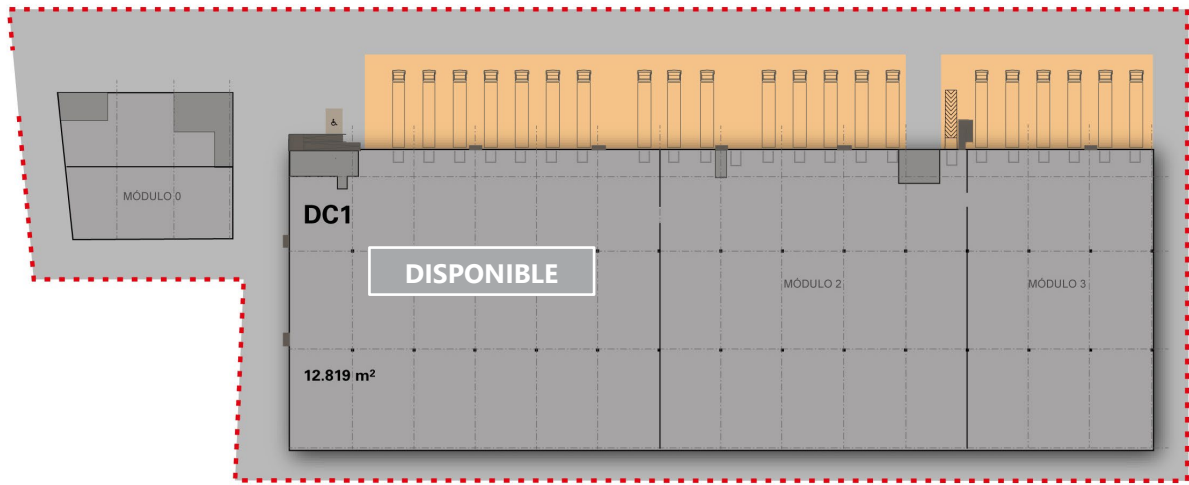 MÓDULO 0
DC1
DISPONIBLE
MÓDULO 2
MÓDULO 3
12.819 m²